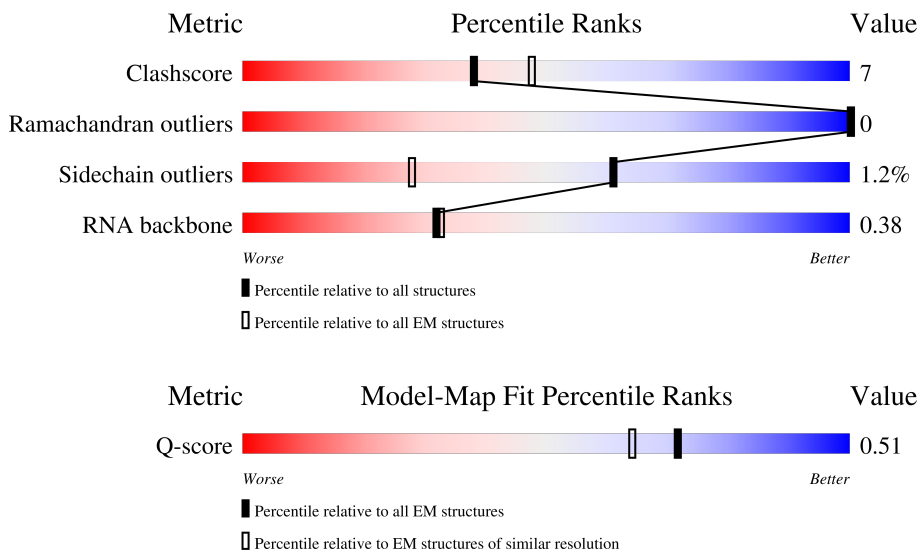 Metric Percentile Ranks Value
Clashscore 7
Ramachandran outliers 0
Sidechain outliers 1.2%
RNA backbone 0.38
Worse Better
Percentile relative to all structures
Percentile relative to all EM structures
Metric Model-Map Fit Percentile Ranks Value
Q-score 0.51
Worse Better
Percentile relative to all EM structures
Percentile relative to EM structures of similar resolution